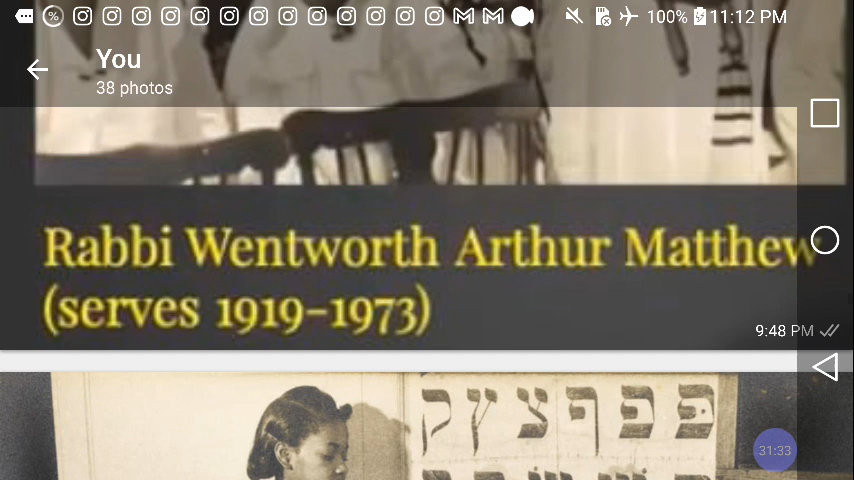 % 100% 11:12 PM
You
38 photos
Rabbi Wentworth Arthur Matthew
(serves 1919-1973)
9:48 PM
פּ פ ף צ ץ ק
31:33